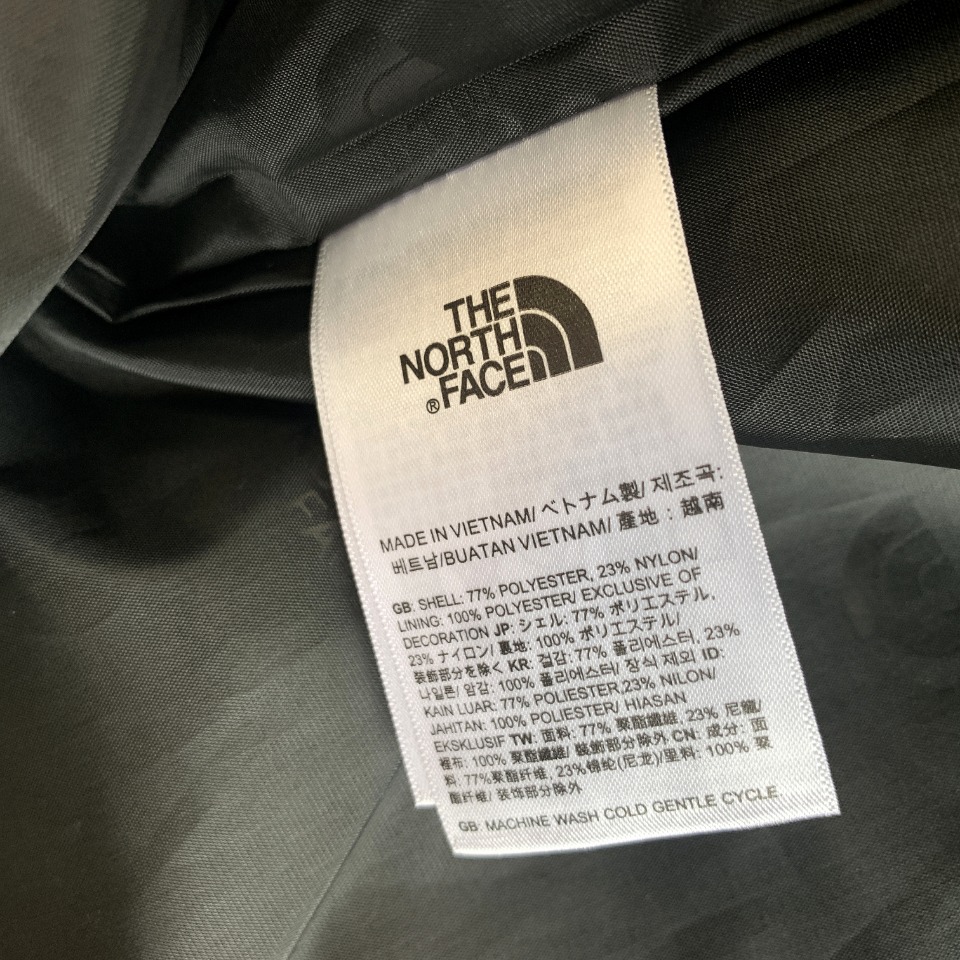 THE
NORTH
®FACE
MADE IN VIETNAM/ ベトナム製/ 제조곡:
베트남/BUATAN VIETNAM/ 産地 : 越南
GB: SHELL: 77% POLYESTER, 23% NYLON/
LINING: 100% POLYESTER/ EXCLUSIVE OF
DECORATION JP: シェル: 77% ポリエステル,
23% ナイロン/ 裏地: 100% ポリエステル/
装飾部分を除く KR: 겉감: 77% 폴리에스터, 23%
나일론/ 암감: 100% 폴리에스터/ 장식 제외 ID:
KAIN LUAR: 77% POLIESTER,23% NILON/
JAHITAN: 100% POLIESTER/ HIASAN
EKSKLUSIF TW: 面料: 77% 聚酯纖維, 23% 尼龍/
裡布: 100% 聚酯纖維/ 裝飾部分除外 CN: 成分: 面
料: 77%聚酯纤维, 23%锦纶(尼龙)/里料: 100% 聚
酯纤维/ 装饰部分除外
GB: MACHINE WASH COLD GENTLE CYCLE